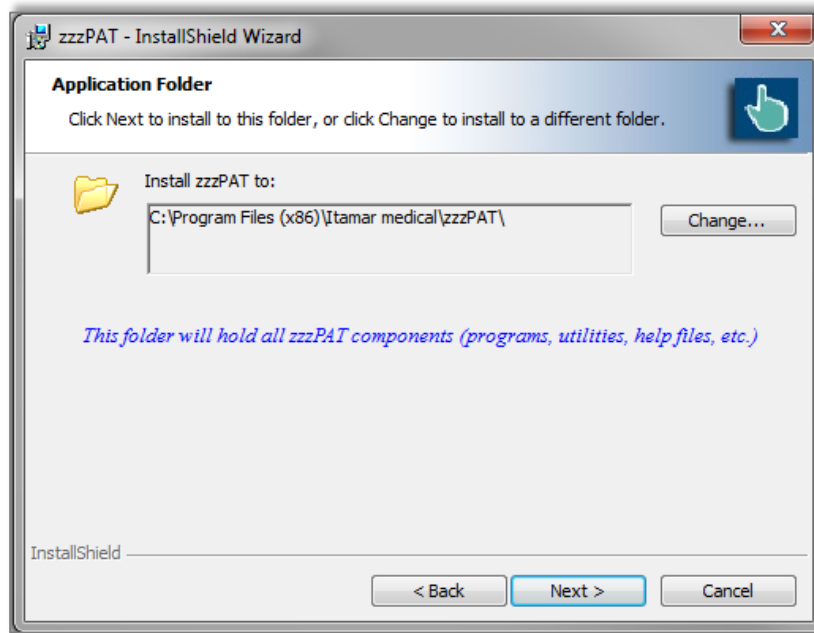 zzzPAT - InstallShield Wizard
Application Folder
Click Next to install to this folder, or click Change to install to a different folder.
Install zzzPAT to:
C:\Program Files (x86)\Itamar medical\zzzPAT\
Change...
This folder will hold all zzzPAT components (programs, utilities, help files, etc.)
InstallShield
< Back
Next >
Cancel